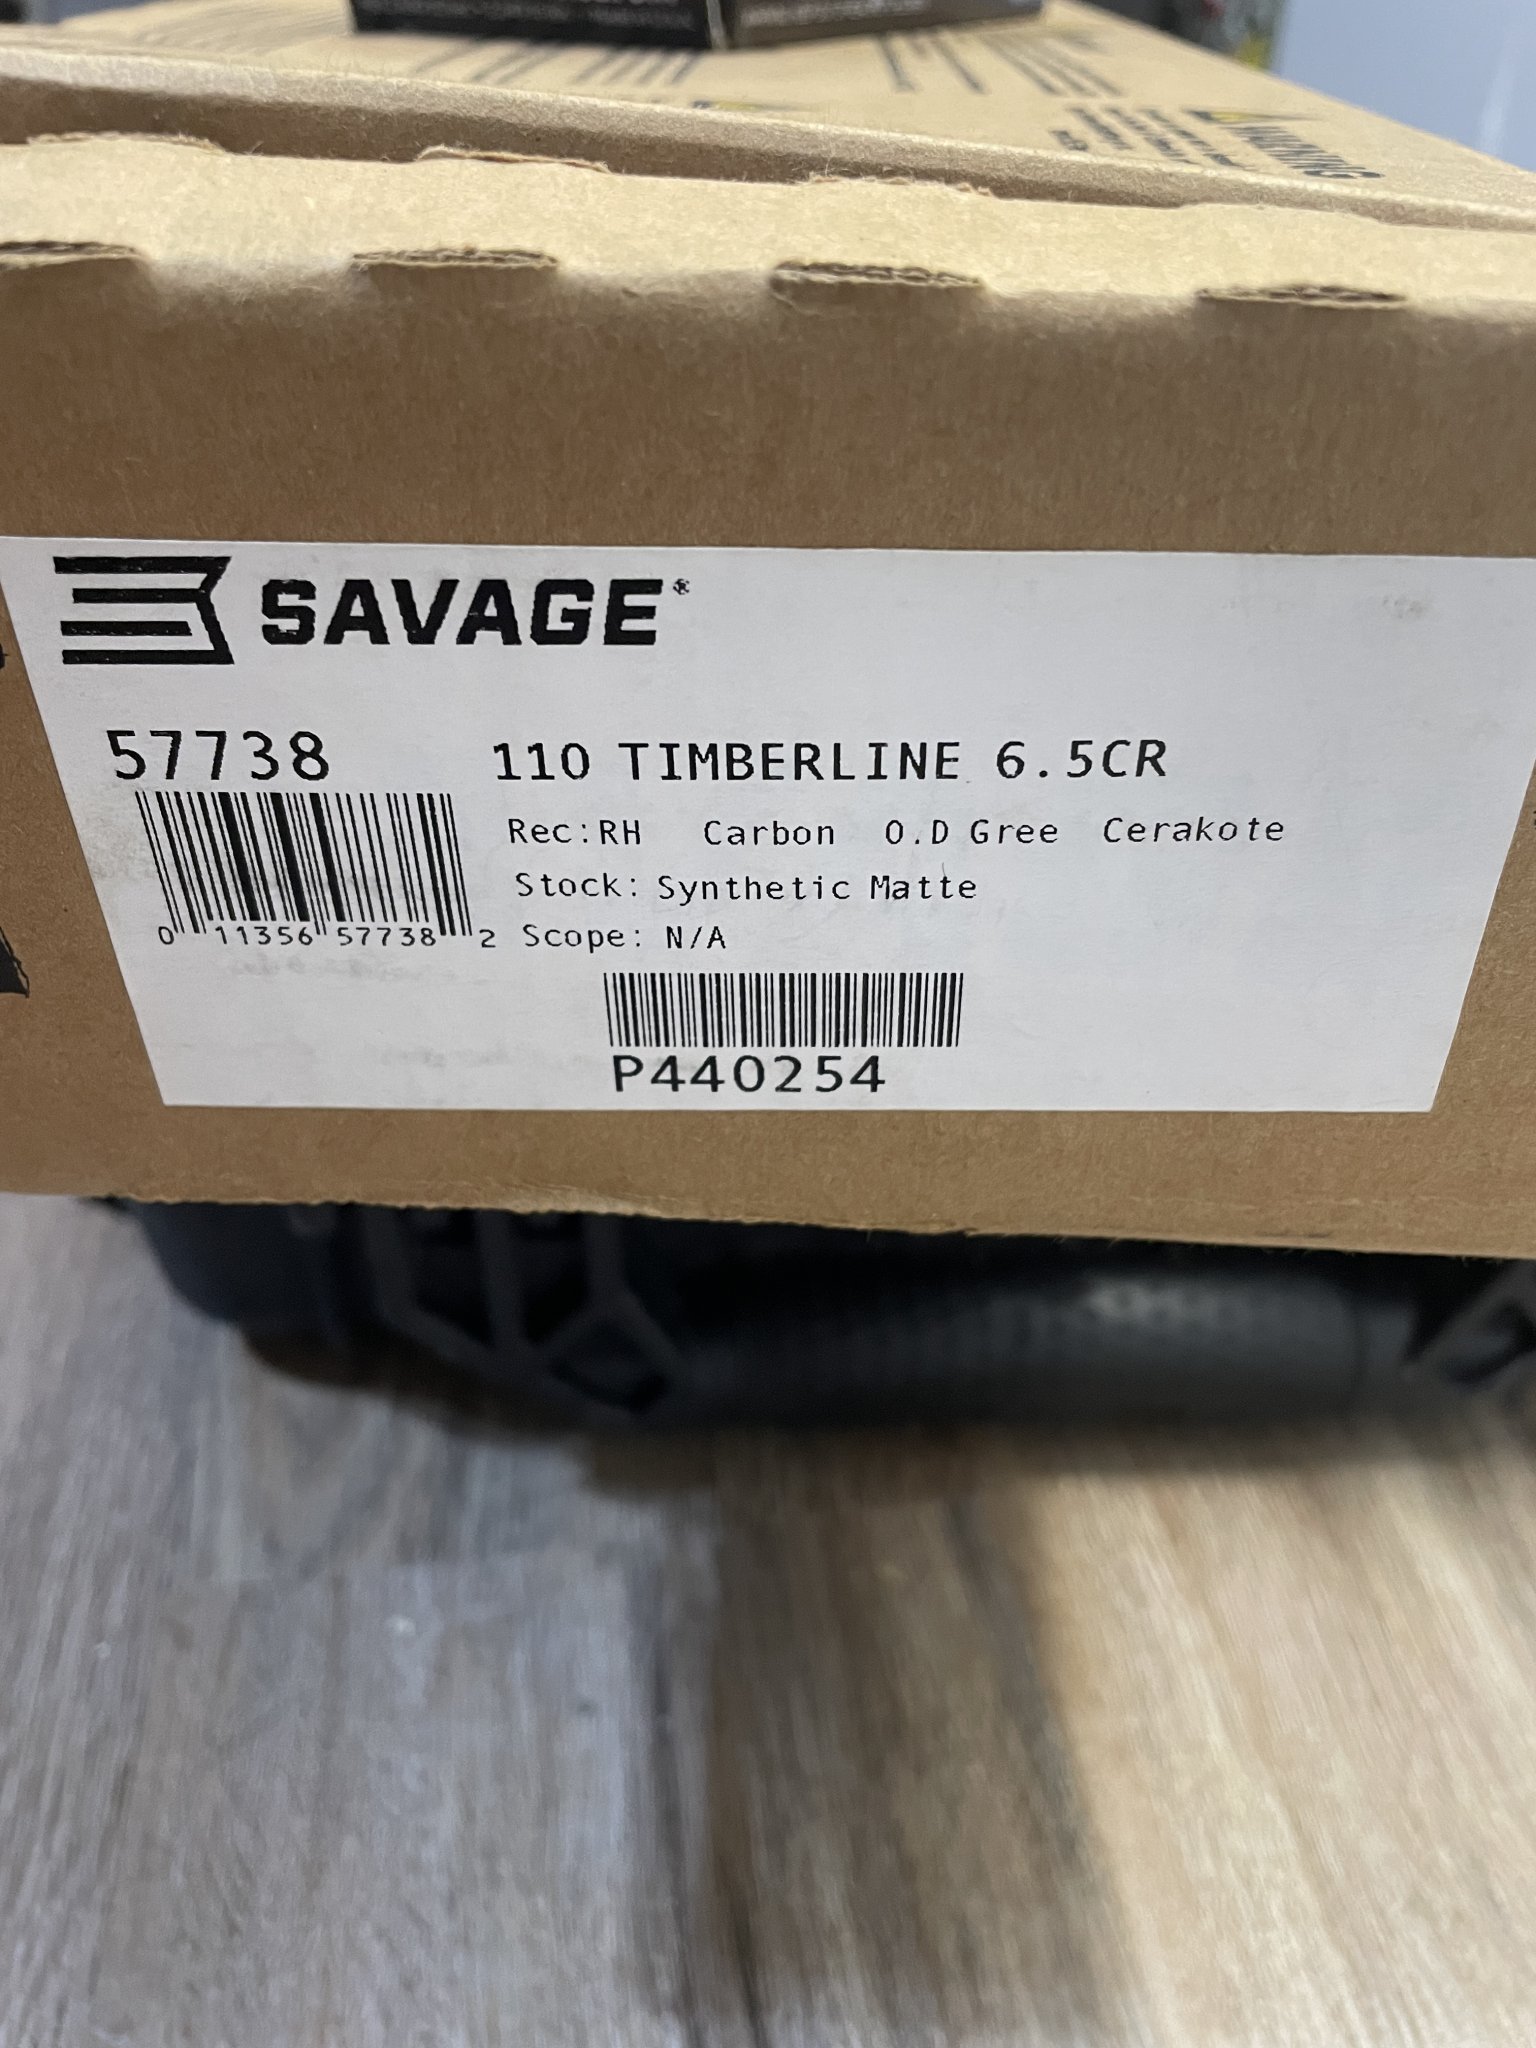 WARNING
SAVAGE®
57738
110 TIMBERLINE 6.5CR
Rec:RH Carbon O.D Gree Cerakote
Stock: Synthetic Matte
0 11356 57738 2
Scope: N/A
P440254